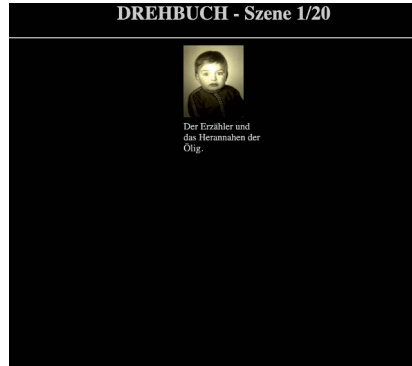 DREHBUCH - Szene 1/20
Der Erzähler und
das Herannahen der
Ölig.